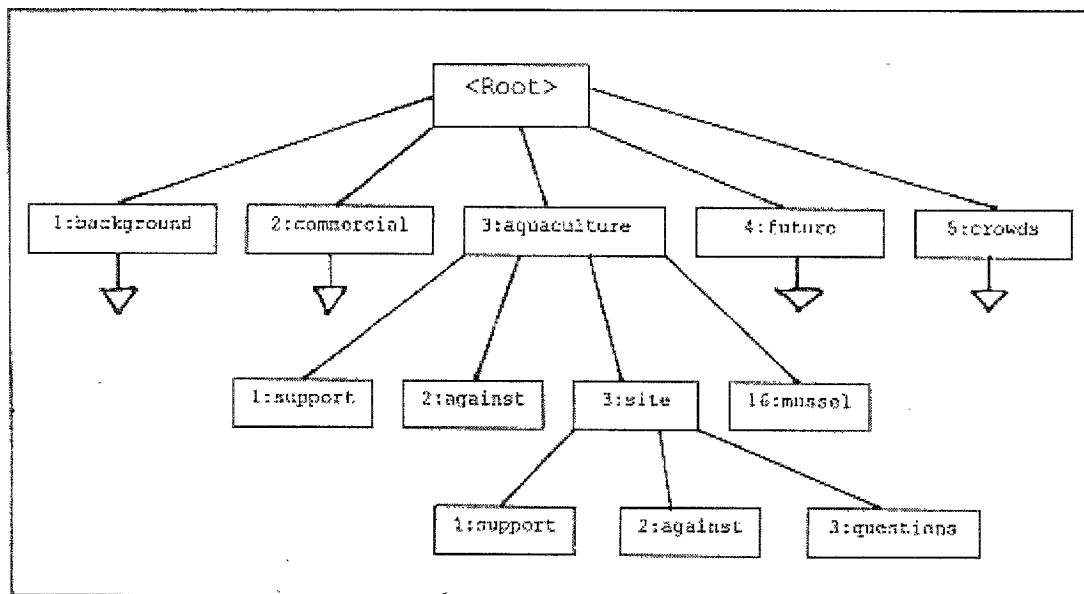 <Root>
1:background
2:commercial
3:aquaculture
4:future
5:crowds
1:support
2:against
3:site
16:mussel
1:support
2:against
3:questions